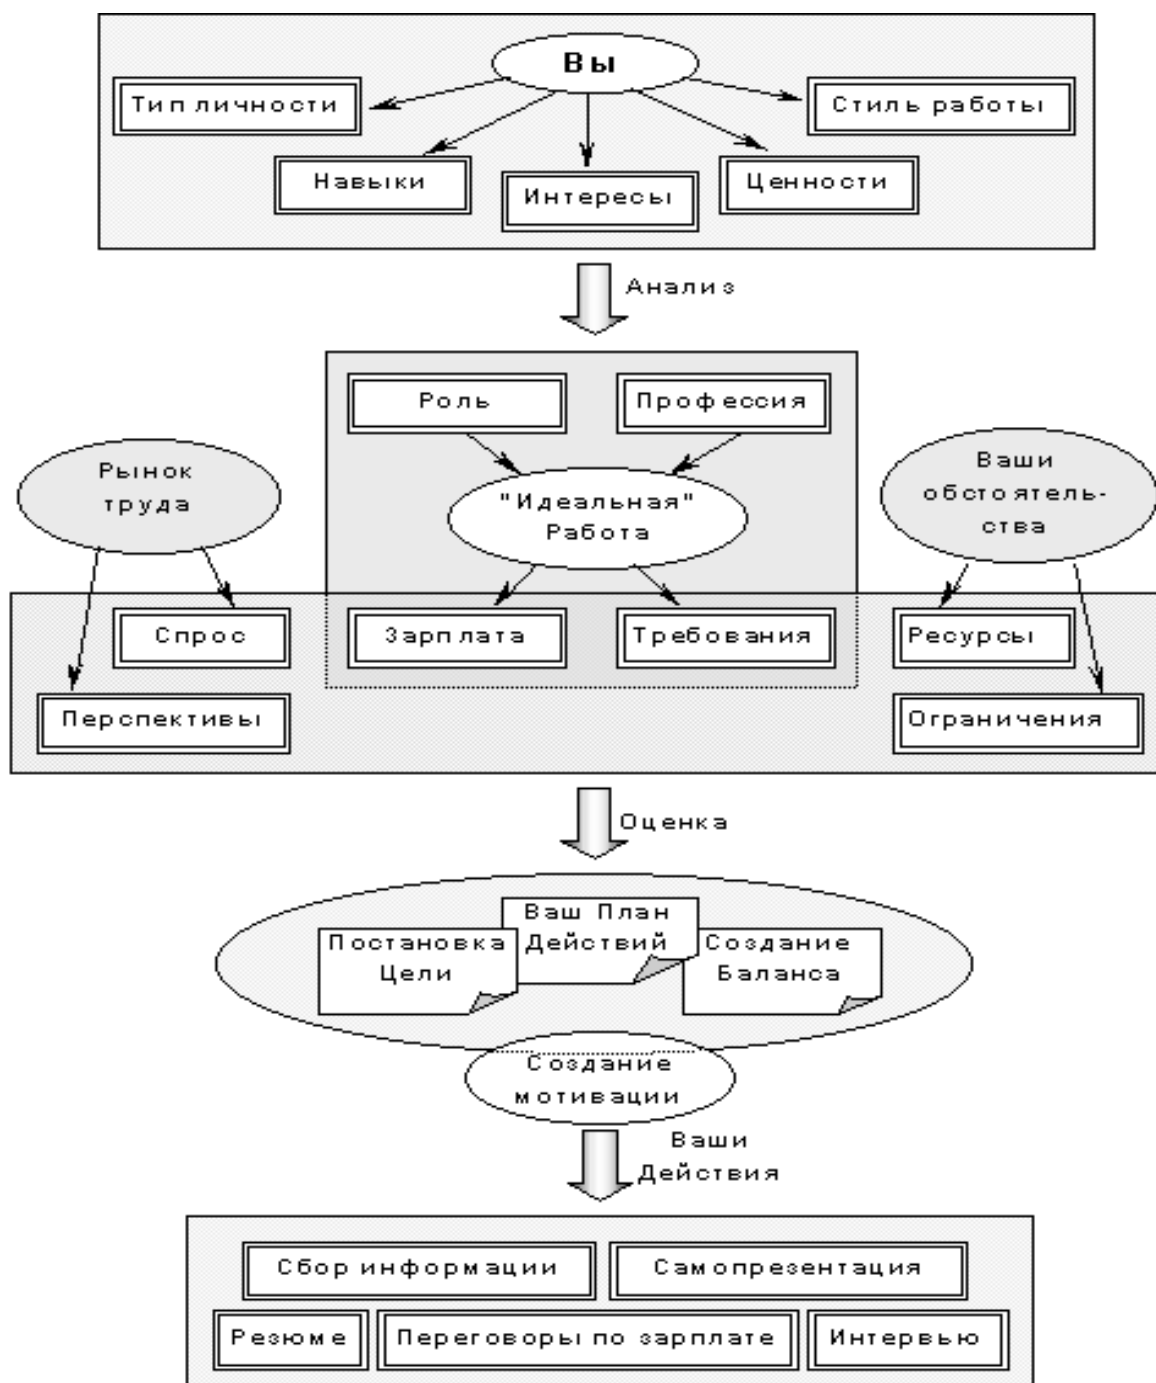 Вы
Тип личности
Стиль работы
Навыки
Интересы
Ценности
Анализ
Роль
Профессия
Рынок
труда
"Идеальная"
Работа
Ваши
обстоятель-
ства
Спрос
Зарплата
Требования
Ресурсы
Перспективы
Ограничения
Оценка
Постановка
Цели
Ваш План
Действий
Создание
Баланса
Создание
мотивации
Ваши
Действия
Сбор информации
Самопрезентация
Резюме
Переговоры по зарплате
Интервью